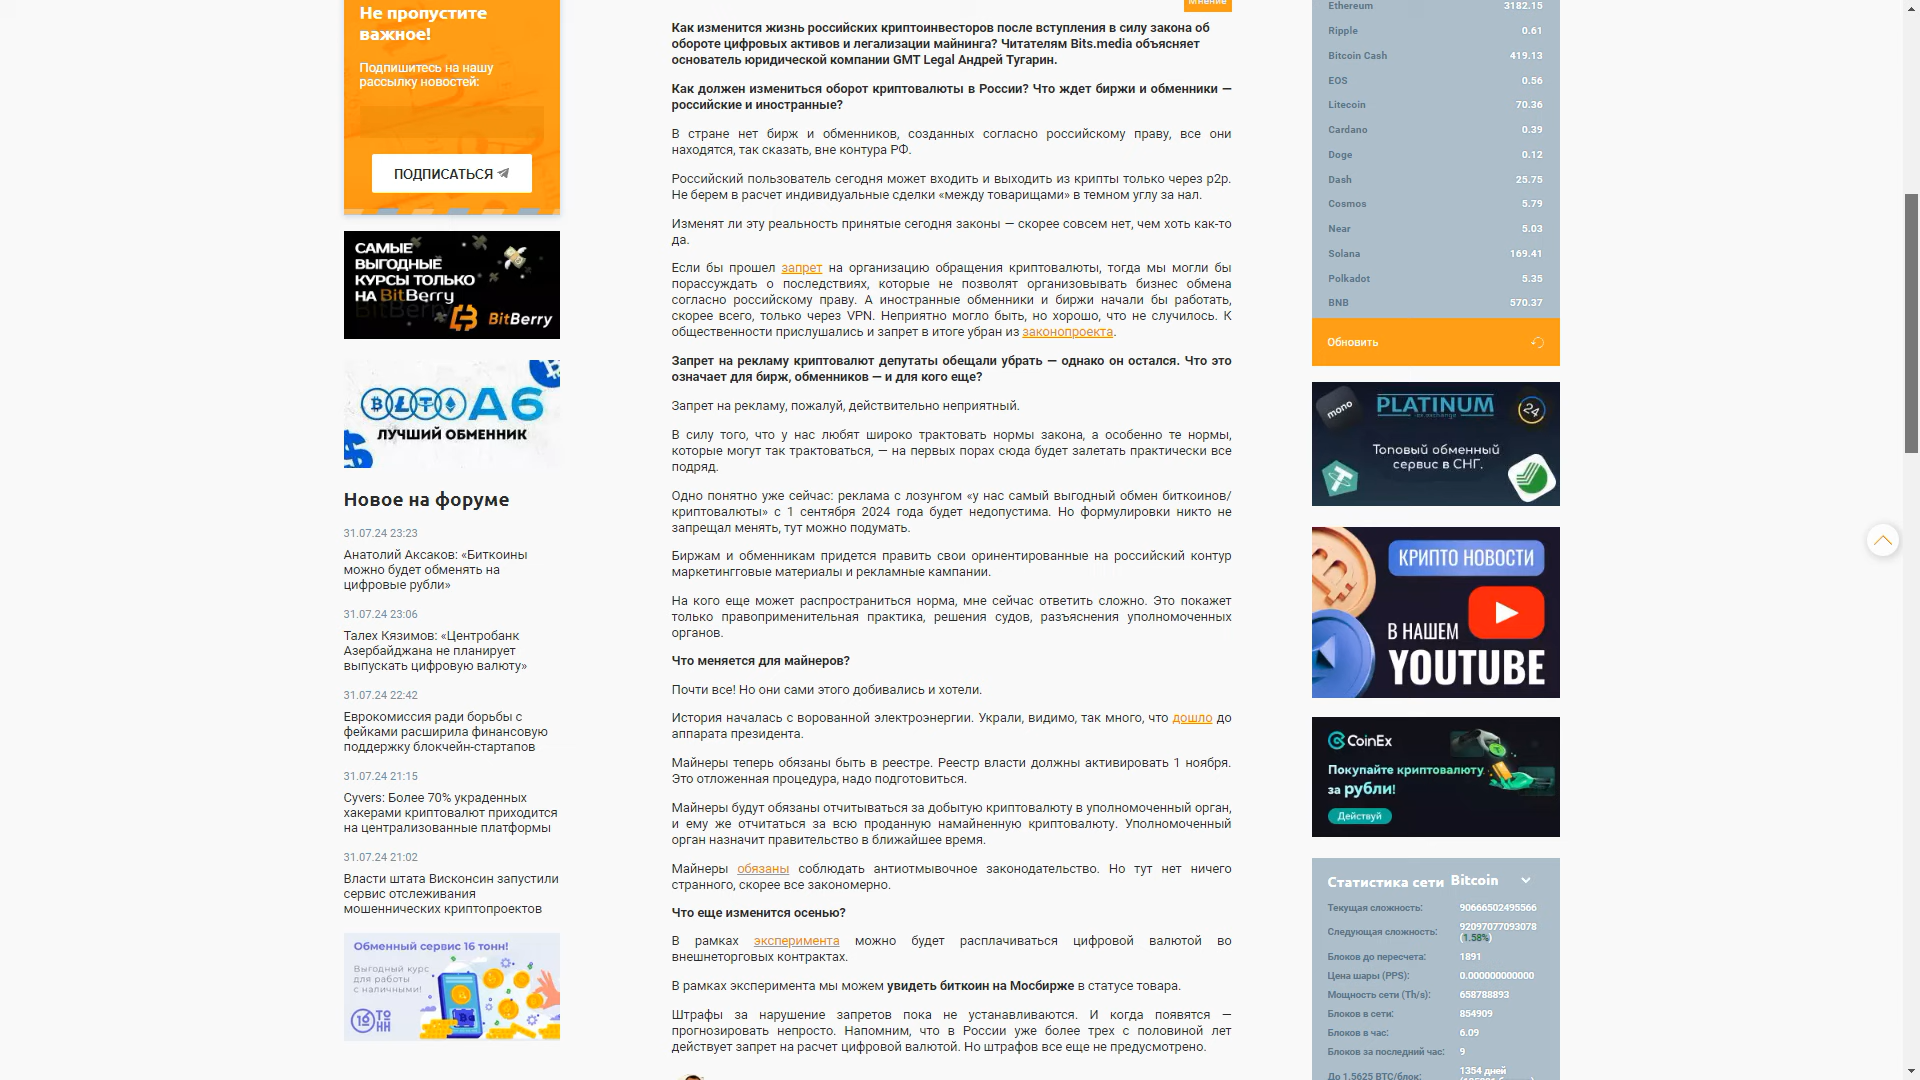 Не пропустите
важное!
Подпишитесь на нашу
рассылку новостей:
ПОДПИСАТЬСЯ
САМЫЕ
ВЫГОДНЫЕ
КУРСЫ ТОЛЬКО
НА BitBerry
BitBerry
A6
ЛУЧШИЙ ОБМЕННИК
Новое на форуме
31.07.24 23:23
Анатолий Аксаков: «Биткоины
можно будет обменять на
цифровые рубли»
31.07.24 23:06
Талех Кязимов: «Центробанк
Азербайджана не планирует
выпускать цифровую валюту»
31.07.24 22:42
Еврокомиссия ради борьбы с
фейками расширила финансовую
поддержку блокчейн-стартапов
31.07.24 21:15
Cyvers: Более 70% украденных
хакерами криптовалют приходится
на централизованные платформы
31.07.24 21:02
Власти штата Висконсин запустили
сервис отслеживания
мошеннических криптопроектов
Обменный сервис 16 тонн!
Выгодный курс
для работы
с наличными!
16 ТОНН
Мнение
Как изменится жизнь российских криптоинвесторов после вступления в силу закона об
обороте цифровых активов и легализации майнинга? Читателям Bits.media объясняет
основатель юридической компании GMT Legal Андрей Тугарин.
Как должен измениться оборот криптовалюты в России? Что ждет биржи и обменники —
российские и иностранные?
В стране нет бирж и обменников, созданных согласно российскому праву, все они
находятся, так сказать, вне контура РФ.
Российский пользователь сегодня может входить и выходить из крипты только через p2p.
Не берем в расчет индивидуальные сделки «между товарищами» в темном углу за нал.
Изменят ли эту реальность принятые сегодня законы — скорее совсем нет, чем хоть как-то
да.
Если бы прошел запрет на организацию обращения криптовалюты, тогда мы могли бы
порассуждать о последствиях, которые не позволят организовывать бизнес обмена
согласно российскому праву. А иностранные обменники и биржи начали бы работать,
скорее всего, только через VPN. Неприятно могло быть, но хорошо, что не случилось. К
общественности прислушались и запрет в итоге убран из законопроекта.
Запрет на рекламу криптовалют депутаты обещали убрать — однако он остался. Что это
означает для бирж, обменников — и для кого еще?
Запрет на рекламу, пожалуй, действительно неприятный.
В силу того, что у нас любят широко трактовать нормы закона, а особенно те нормы,
которые могут так трактоваться, — на первых порах сюда будет залетать практически все
подряд.
Одно понятно уже сейчас: реклама с лозунгом «у нас самый выгодный обмен биткоинов/
криптовалюты» с 1 сентября 2024 года будет недопустима. Но формулировки никто не
запрещал менять, тут можно подумать.
Биржам и обменникам придется править свои оринентированные на российский контур
маркетингговые материалы и рекламные кампании.
На кого еще может распространиться норма, мне сейчас ответить сложно. Это покажет
только правоприменительная практика, решения судов, разъяснения уполномоченных
органов.
Что меняется для майнеров?
Почти все! Но они сами этого добивались и хотели.
История началась с ворованной электроэнергии. Украли, видимо, так много, что дошло до
аппарата президента.
Майнеры теперь обязаны быть в реестре. Реестр власти должны активировать 1 ноября.
Это отложенная процедура, надо подготовиться.
Майнеры будут обязаны отчитываться за добытую криптовалюту в уполномоченный орган,
и ему же отчитаться за всю проданную намайненную криптовалюту. Уполномоченный
орган назначит правительство в ближайшее время.
Майнеры обязаны соблюдать антиотмывочное законодательство. Но тут нет ничего
странного, скорее все закономерно.
Что еще изменится осенью?
В рамках эксперимента можно будет расплачиваться цифровой валютой во
внешнеторговых контрактах.
В рамках эксперимента мы можем увидеть биткоин на Мосбирже в статусе товара.
Штрафы за нарушение запретов пока не устанавливаются. И когда появятся —
прогнозировать непросто. Напомним, что в России уже более трех с половиной лет
действует запрет на расчет цифровой валютой. Но штрафов все еще не предусмотрено.
Ethereum 3182.15
Ripple 0.61
Bitcoin Cash 419.13
EOS 0.56
Litecoin 70.36
Cardano 0.39
Doge 0.12
Dash 25.75
Cosmos 5.79
Near 5.03
Solana 169.41
Polkadot 5.35
BNB 570.37
Обновить
mono
PLATINUM
24
Топовый обменный
сервис в СНГ.
КРИПТО НОВОСТИ
В НАШЕМ
YOUTUBE
CoinEx
Покупайте криптовалюту
за рубли!
Действуй
Статистика сети Bitcoin
Текущая сложность: 90666502495566
Следующая сложность: 92097077093078
(1.58%)
Блоков до пересчета: 1891
Цена шары (PPS): 0.000000000000
Мощность сети (Th/s): 658788893
Блоков в сети: 854909
Блоков в час: 6.09
Блоков за последний час: 9
До 1.5625 BTC/блок: 1354 дней